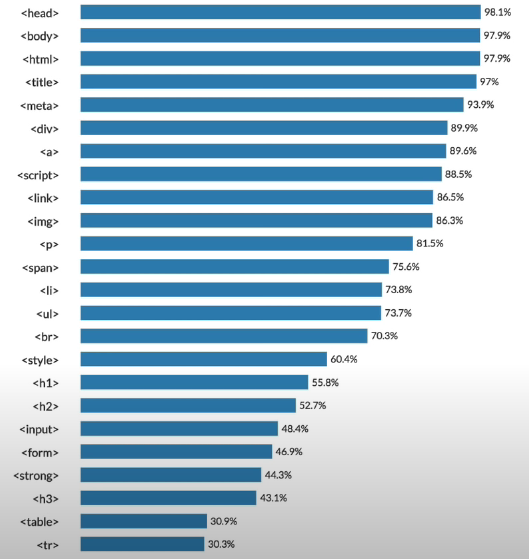 <head> 98.1%
<body> 97.9%
<html> 97.9%
<title> 97%
<meta> 93.9%
<div> 89.9%
<a> 89.6%
<script> 88.5%
<link> 86.5%
<img> 86.3%
<p> 81.5%
<span> 75.6%
<li> 73.8%
<ul> 73.7%
<br> 70.3%
<style> 60.4%
<h1> 55.8%
<h2> 52.7%
<input> 48.4%
<form> 46.9%
<strong> 44.3%
<h3> 43.1%
<table> 30.9%
<tr> 30.3%